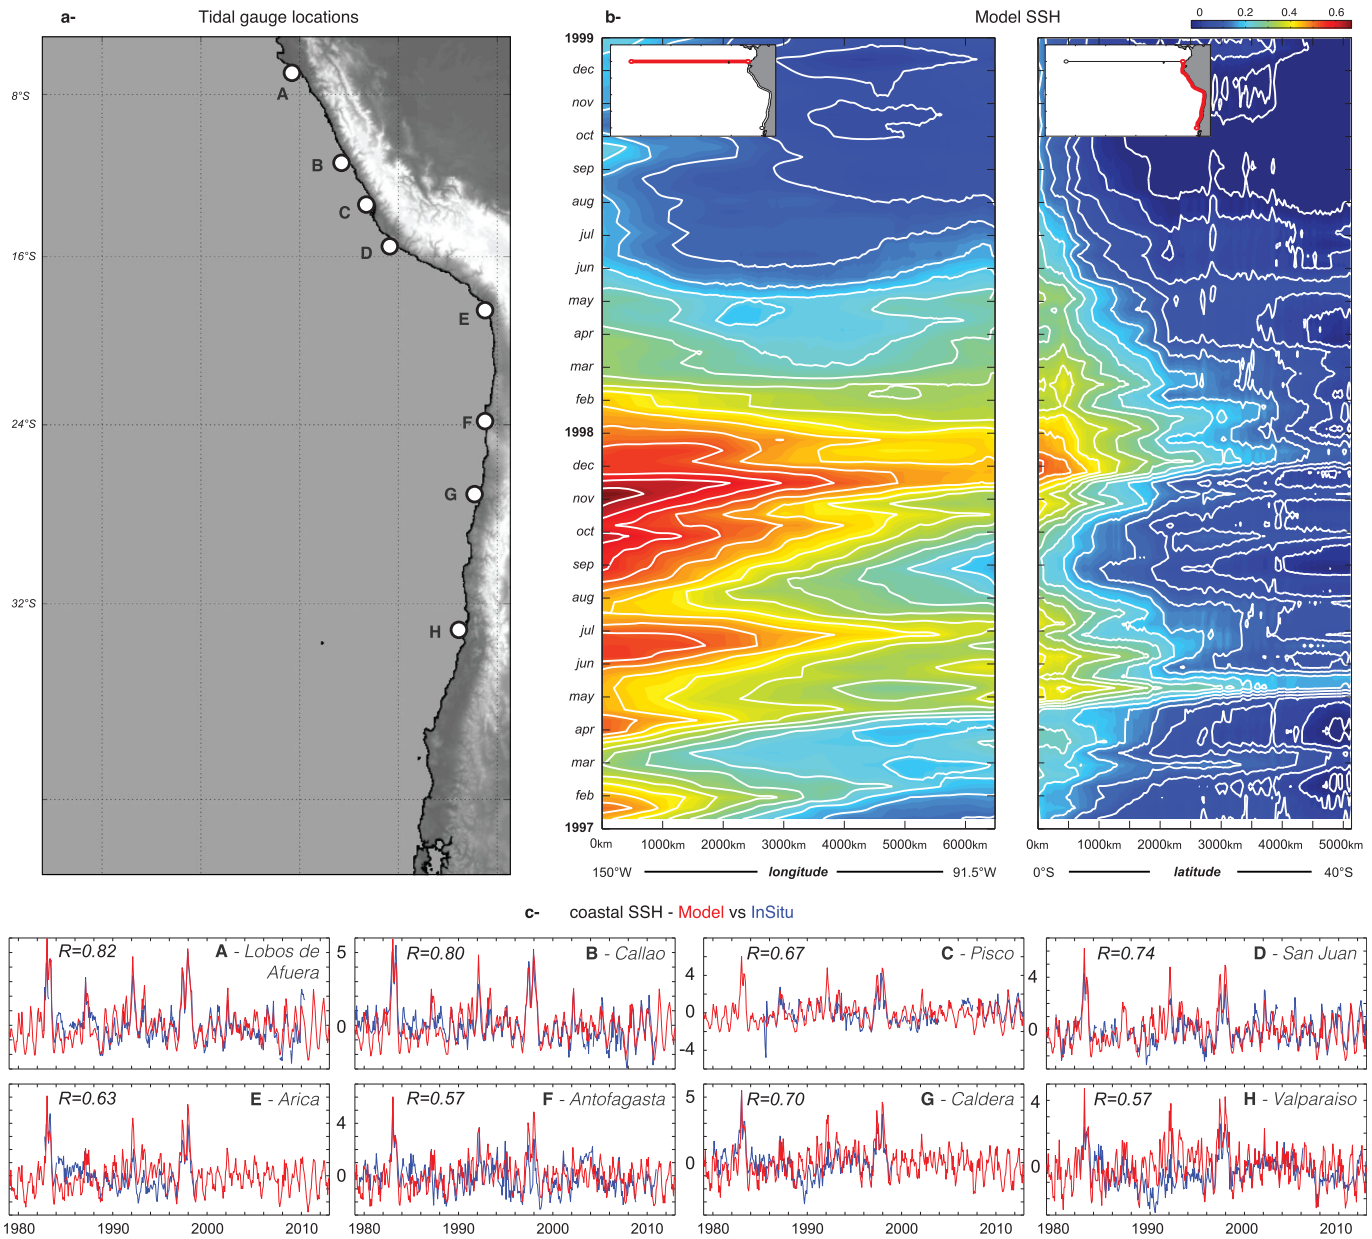 a-
Tidal gauge locations
8°S
16°S
24°S
32°S
A
B
C
D
E
F
G
H
b-
Model SSH
0 0.2 0.4 0.6
1999
dec
nov
oct
sep
aug
jul
jun
may
apr
mar
feb
1998
dec
nov
oct
sep
aug
jul
jun
may
apr
mar
feb
1997
0km 1000km 2000km 3000km 4000km 5000km 6000km
150°W longitude 91.5°W
0km 1000km 2000km 3000km 4000km 5000km
0°S latitude 40°S
c- coastal SSH - Model vs InSitu
R=0.82 A - Lobos de
Afuera
5
0
R=0.80 B - Callao
4
0
-4
R=0.67 C - Pisco
4
0
R=0.74 D - San Juan
R=0.63 E - Arica
4
0
R=0.57 F - Antofagasta
5
0
R=0.70 G - Caldera
4
0
R=0.57 H - Valparaiso
1980 1990 2000 2010
1980 1990 2000 2010
1980 1990 2000 2010
1980 1990 2000 2010